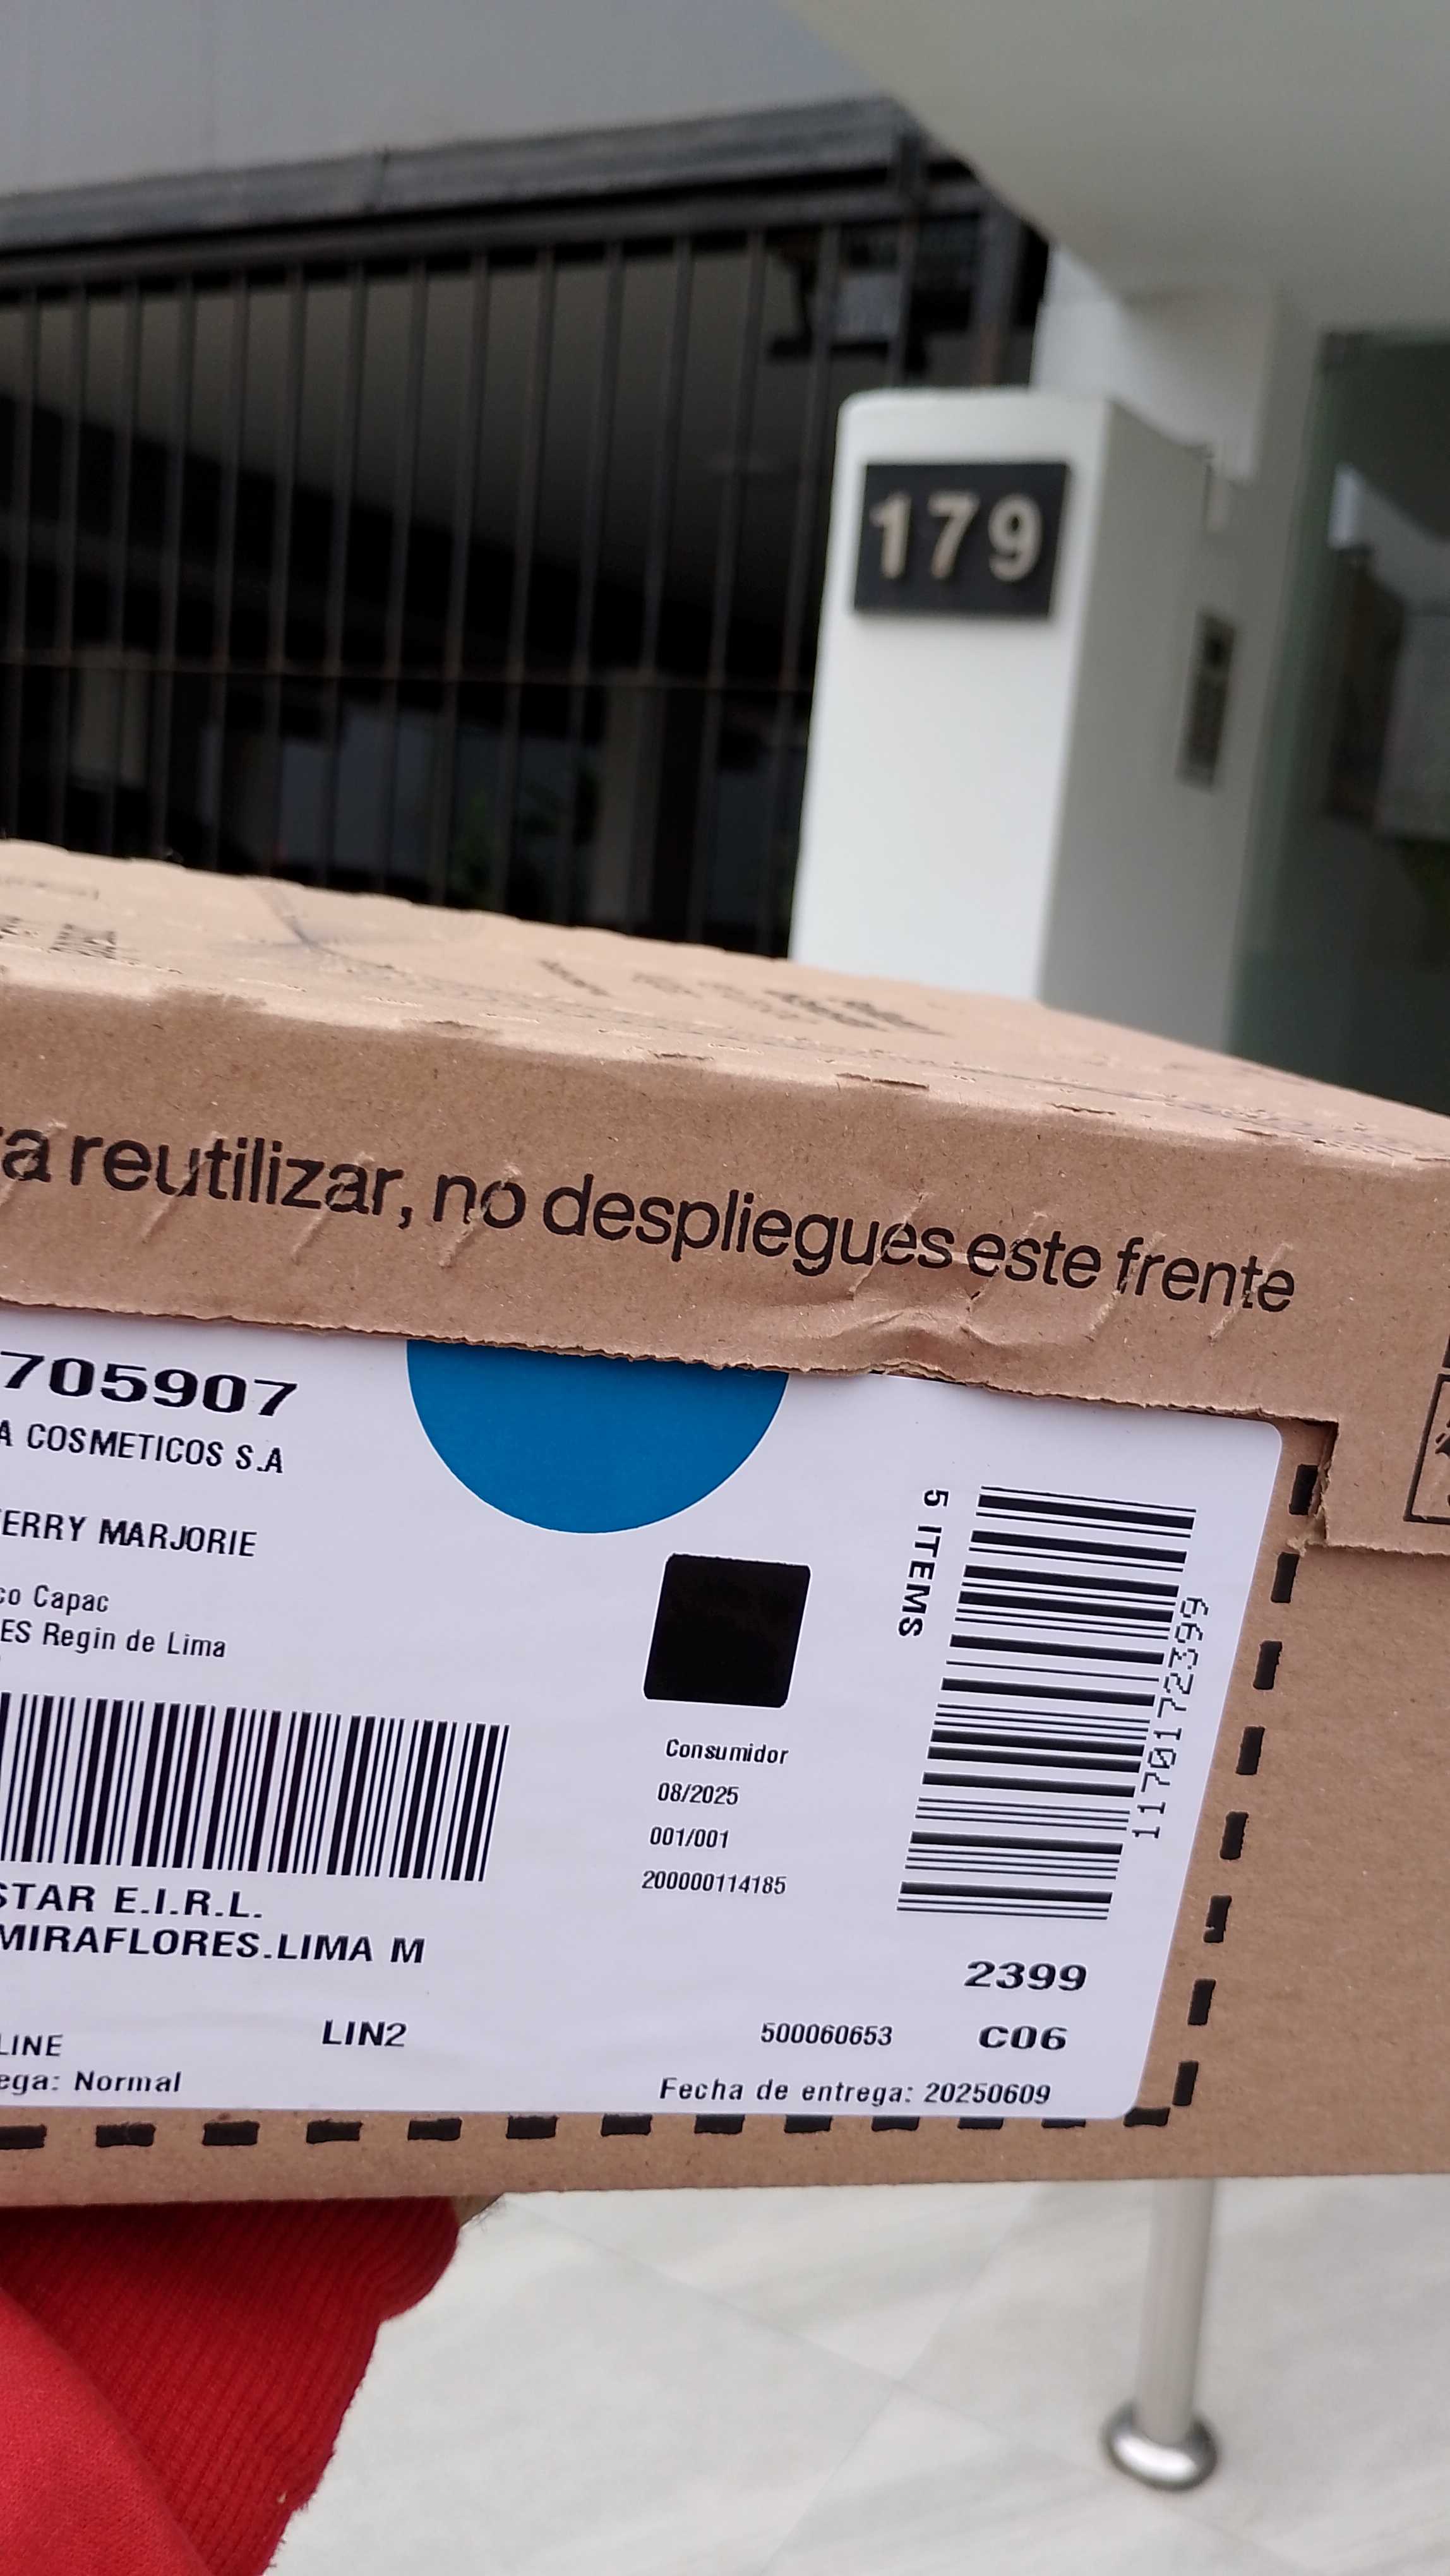 179
ra reutilizar, no despliegues este frente
705907
A COSMETICOS S.A
ERRY MARJORIE
co Capac
ES Regin de Lima
STAR E.I.R.L.
MIRAFLORES.LIMA M
LINE
LIN2
ega: Normal
Consumidor
08/2025
001/001
200000114185
5 ITEMS
1170172399
2399
500060653
C06
Fecha de entrega: 20250609